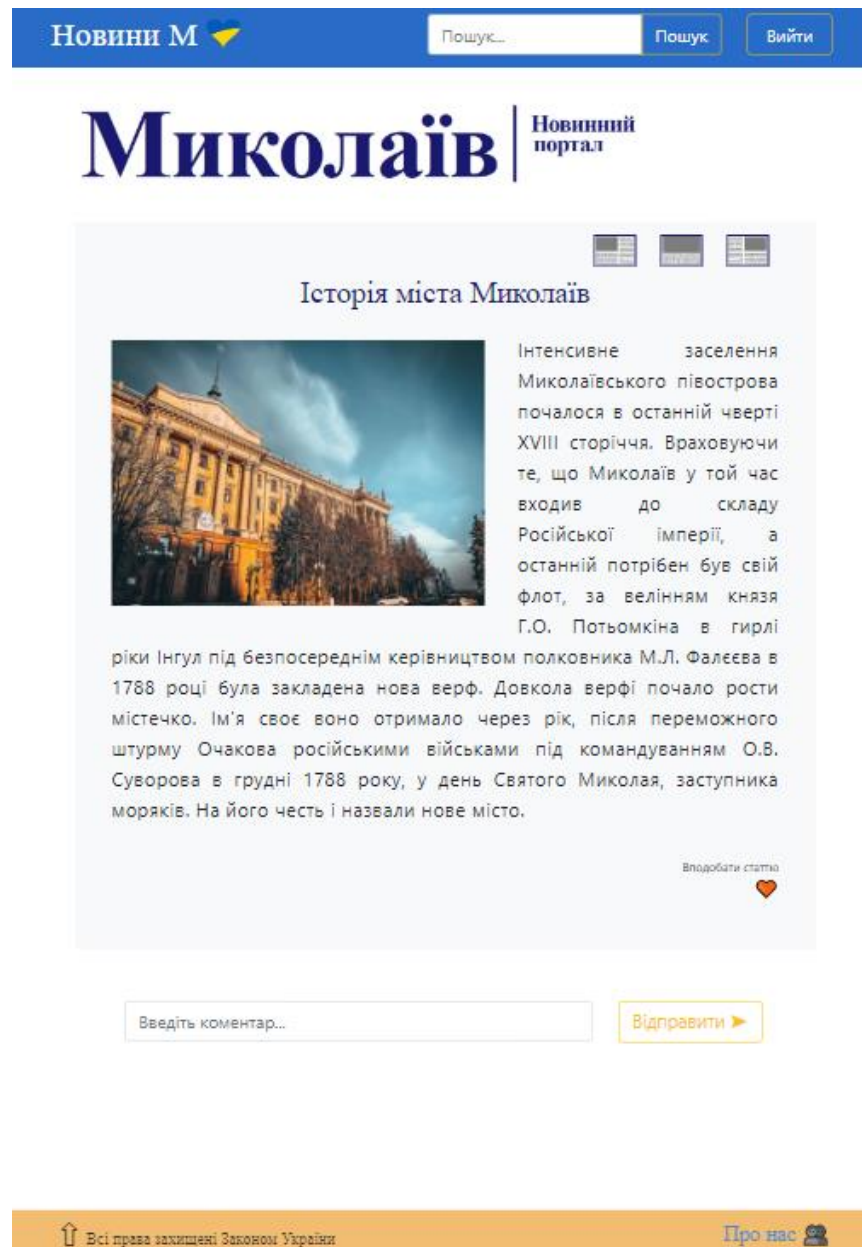 Новини М
Пошук...
Пошук
Вийти
Миколаїв
Новинний
портал
Історія міста Миколаїв
Інтенсивне заселення
Миколаївського півострова
почалося в останній чверті
XVIII сторіччя. Враховуючи
те, що Миколаїв у той час
входив до складу
Російської імперії, а
останній потрібен був свій
флот, за велінням князя
Г.О. Потьомкіна в гирлі
ріки Інгул під безпосереднім керівництвом полковника М.Л. Фалєєва в
1788 році була закладена нова верф. Довкола верфі почало рости
містечко. Ім'я своє воно отримало через рік, після переможного
штурму Очакова російськими військами під командуванням О.В.
Суворова в грудні 1788 року, у день Святого Миколая, заступника
моряків. На його честь і назвали нове місто.
Вподобати статтю
Введіть коментар...
Відправити ➤
⇧ Всі права захищені Законом України
Про нас